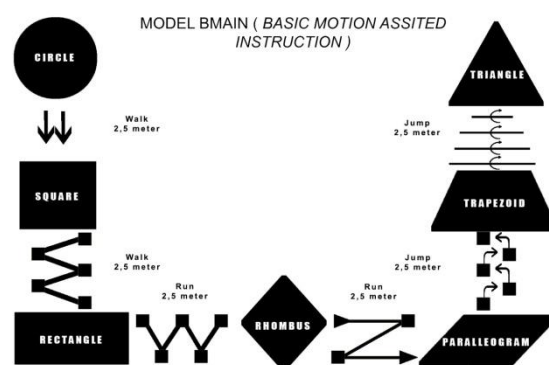 MODEL BMAIN ( BASIC MOTION ASSITED
INSTRUCTION )
CIRCLE
Walk
2,5 meter
SQUARE
Walk
2,5 meter
RECTANGLE
Run
2,5 meter
RHOMBUS
Run
2,5 meter
PARALLEOGRAM
Jump
2,5 meter
TRAPEZOID
Jump
2,5 meter
TRIANGLE